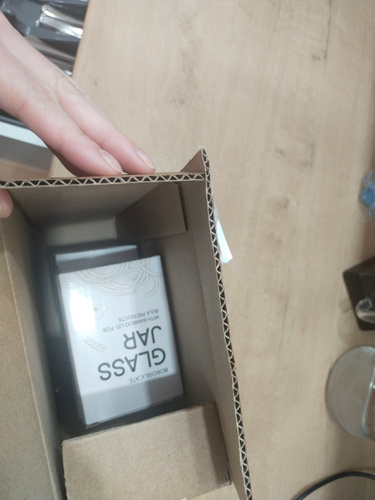 BOROSILICATE
GLASS
JAR
WITH BAMBOO LID FOR
BULK PRODUCTS